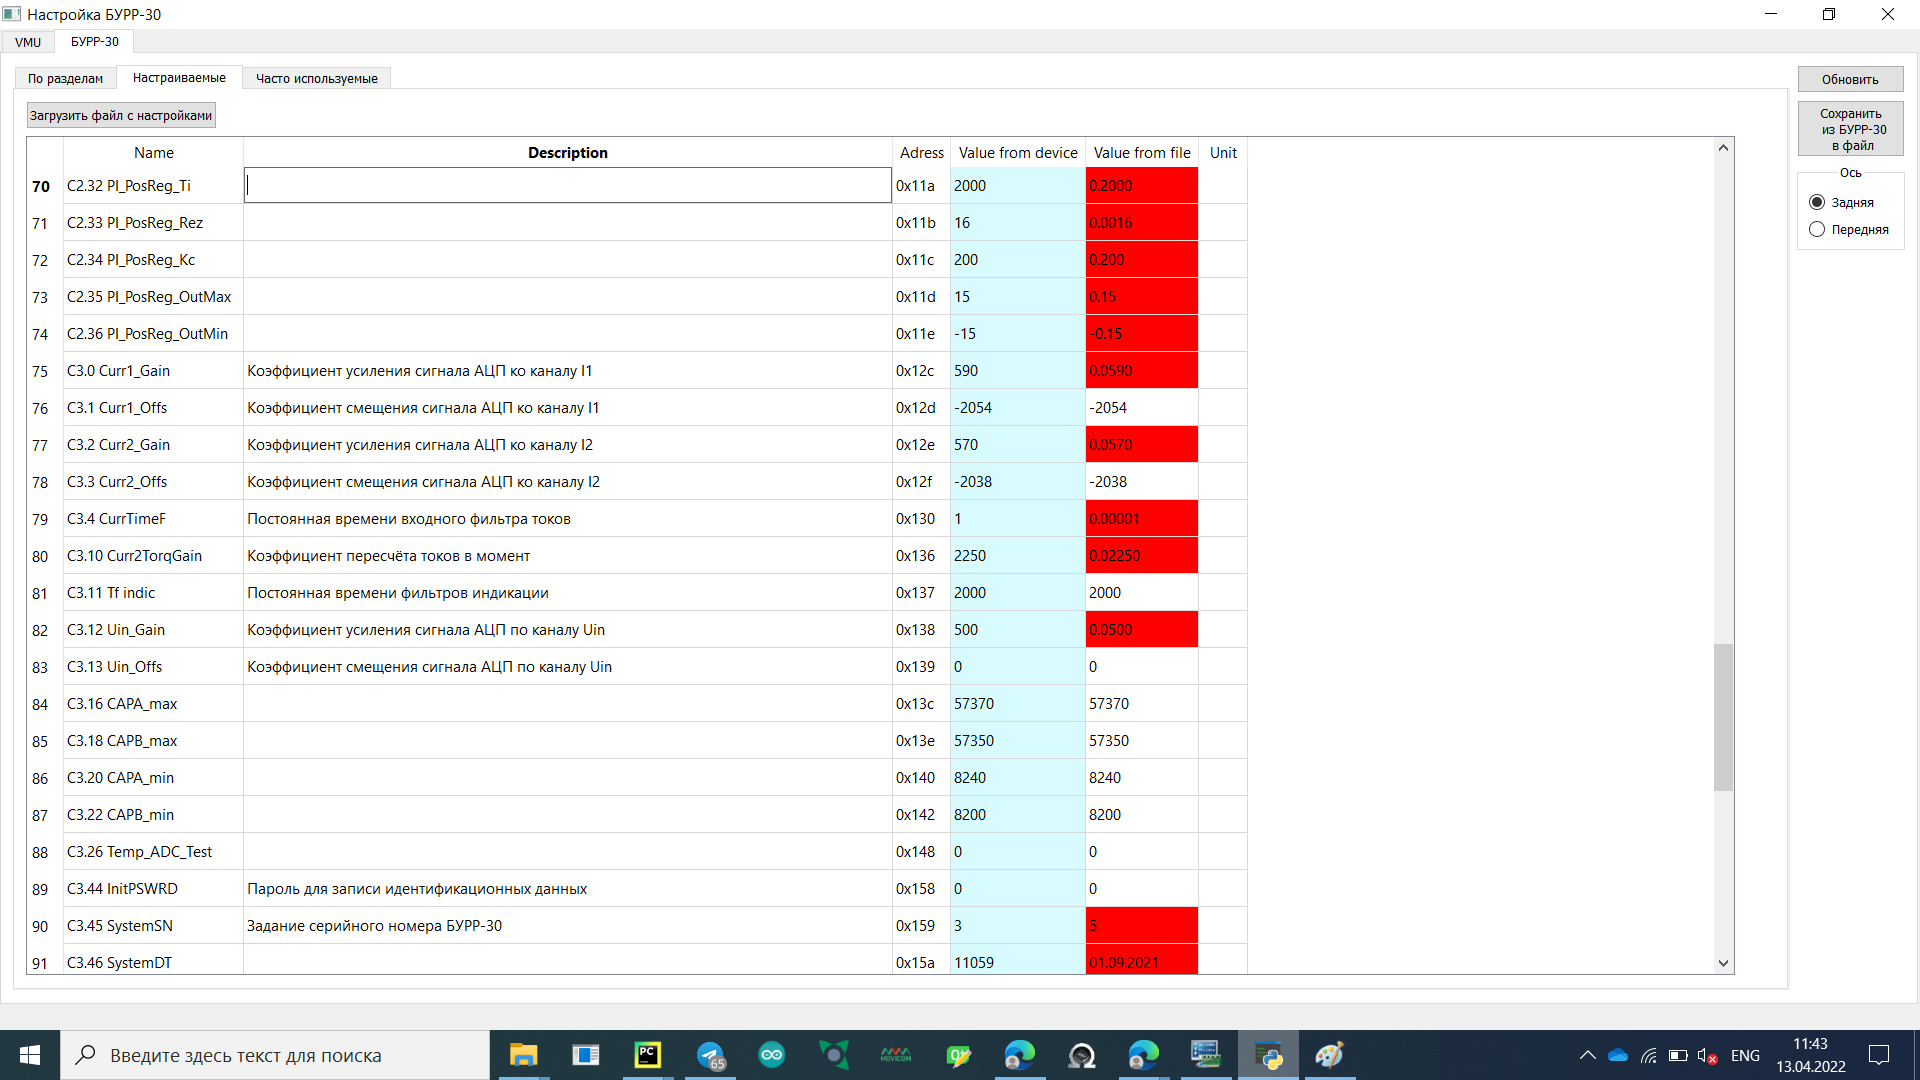 Настройка БУРР-30
VMU БУРР-30
По разделам Настраиваемые Часто используемые
Загрузить файл с настройками
Обновить
Сохранить
из БУРР-30
в файл
Ось
Задняя
Передняя
Name Description Adress Value from device Value from file Unit
70 C2.32 PI_PosReg_Ti 0x11a 2000 0.2000
71 C2.33 PI_PosReg_Rez 0x11b 16 0.0016
72 C2.34 PI_PosReg_Kc 0x11c 200 0.200
73 C2.35 PI_PosReg_OutMax 0x11d 15 0.15
74 C2.36 PI_PosReg_OutMin 0x11e -15 -0.15
75 C3.0 Curr1_Gain Коэффициент усиления сигнала АЦП ко каналу I1 0x12c 590 0.0590
76 C3.1 Curr1_Offs Коэффициент смещения сигнала АЦП ко каналу I1 0x12d -2054 -2054
77 C3.2 Curr2_Gain Коэффициент усиления сигнала АЦП ко каналу I2 0x12e 570 0.0570
78 C3.3 Curr2_Offs Коэффициент смещения сигнала АЦП ко каналу I2 0x12f -2038 -2038
79 C3.4 CurrTimeF Постоянная времени входного фильтра токов 0x130 1 0.00001
80 C3.10 Curr2TorqGain Коэффициент пересчёта токов в момент 0x136 2250 0.02250
81 C3.11 Tf indic Постоянная времени фильтров индикации 0x137 2000 2000
82 C3.12 Uin_Gain Коэффициент усиления сигнала АЦП по каналу Uin 0x138 500 0.0500
83 C3.13 Uin_Offs Коэффициент смещения сигнала АЦП по каналу Uin 0x139 0 0
84 C3.16 CAPA_max 0x13c 57370 57370
85 C3.18 CAPB_max 0x13e 57350 57350
86 C3.20 CAPA_min 0x140 8240 8240
87 C3.22 CAPB_min 0x142 8200 8200
88 C3.26 Temp_ADC_Test 0x148 0 0
89 C3.44 InitPSWRD Пароль для записи идентификационных данных 0x158 0 0
90 C3.45 SystemSN Задание серийного номера БУРР-30 0x159 3 5
91 C3.46 SystemDT 0x15a 11059 01.09.2021
Введите здесь текст для поиска
PC
65
MOVICOM
Qt
ENG
11:43
13.04.2022